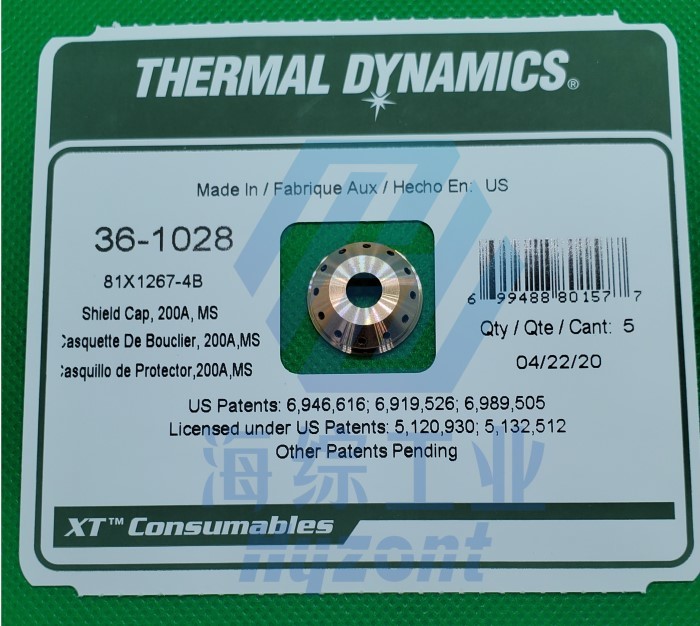 THERMAL DYNAMICS®
Made In / Fabrique Aux / Hecho En: US
36-1028
81X1267-4B
Shield Cap, 200A, MS
Casquette De Bouclier, 200A,MS
Casquillo de Protector,200A,MS
6 99488 80157 7
Qty / Qte / Cant: 5
04/22/20
US Patents: 6,946,616; 6,919,526; 6,989,505
Licensed under US Patents: 5,120,930; 5,132,512
Other Patents Pending
海综工业
XT™ Consumables
Hyzont